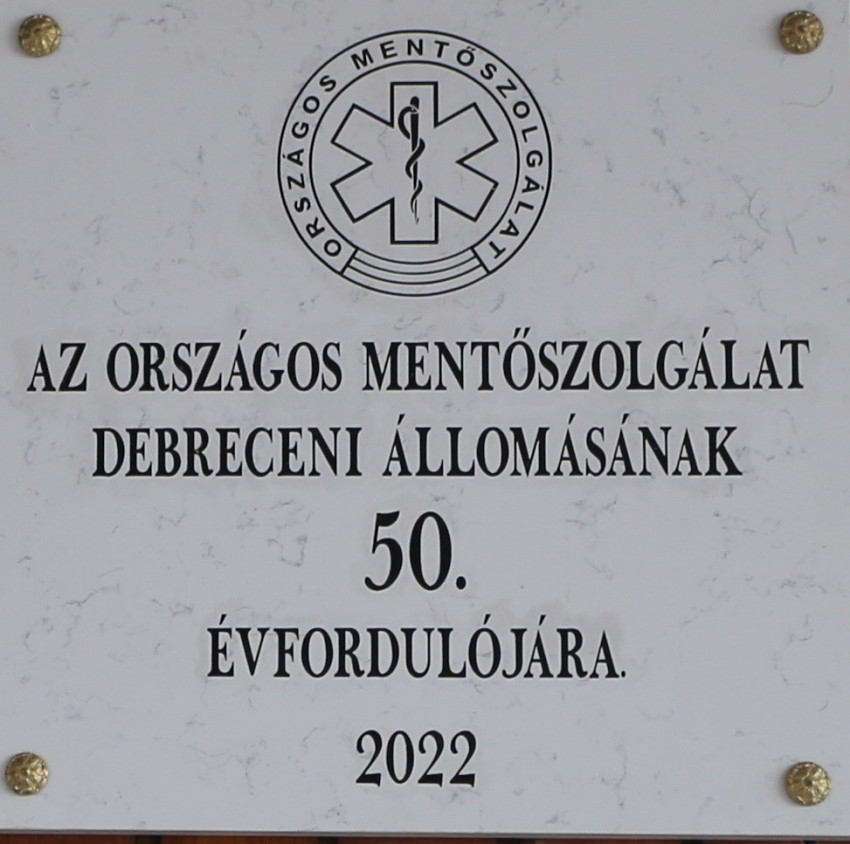 ORSZÁGOS MENTŐSZOLGÁLAT
AZ ORSZÁGOS MENTŐSZOLGÁLAT
DEBRECENI ÁLLOMÁSÁNAK
50.
ÉVFORDULÓJÁRA.
2022